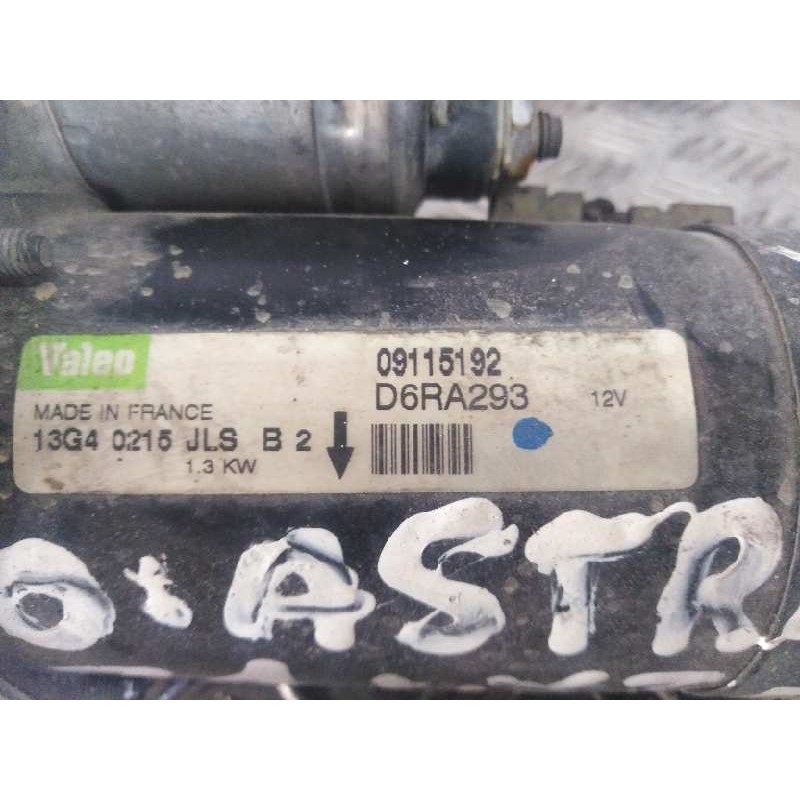 Valeo
09115192
MADE IN FRANCE
D6RA293 12V
13G4 0215 JLS B 2
1.3 KW
O. ASTR